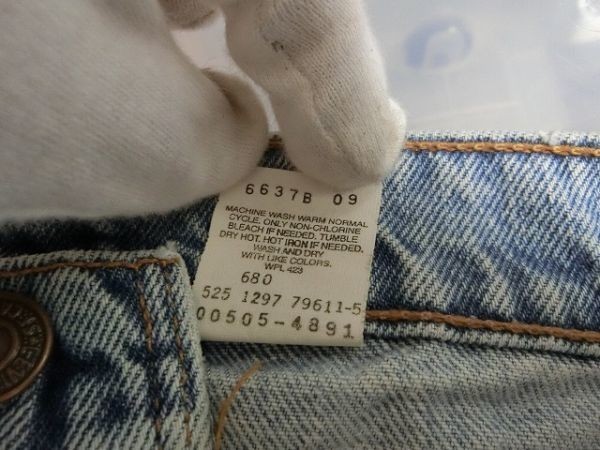 6637B 09
MACHINE WASH WARM NORMAL
CYCLE. ONLY NON-CHLORINE
BLEACH IF NEEDED. TUMBLE
DRY HOT. HOT IRON IF NEEDED.
WASH AND DRY
WITH LIKE COLORS.
WPL 423
680
525 1297 79611-5
00505-4891